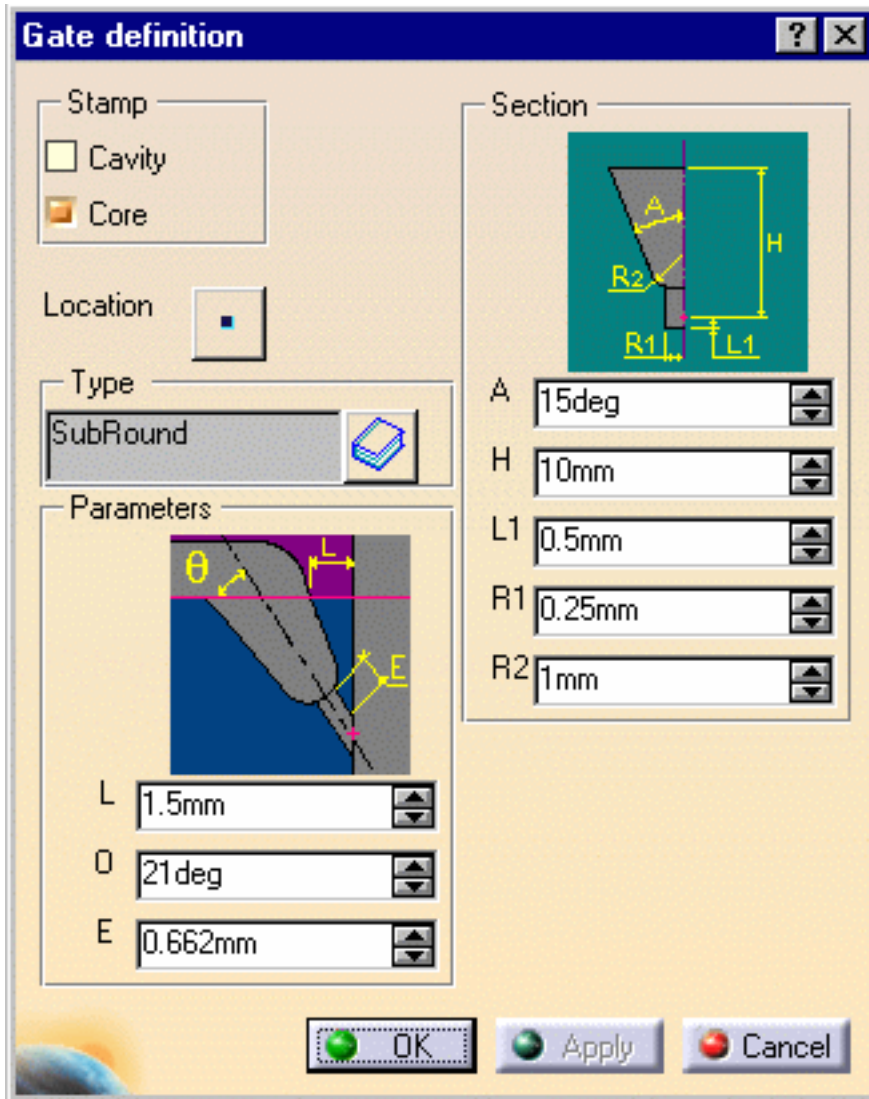 Gate definition
Stamp
Cavity
Core
Location
Type
SubRound
Parameters
θ
L
E
L
1.5mm
O
21deg
E
0.662mm
Section
A
H
R2
R1
L1
A
15deg
H
10mm
L1
0.5mm
R1
0.25mm
R2
1mm
OK
Apply
Cancel